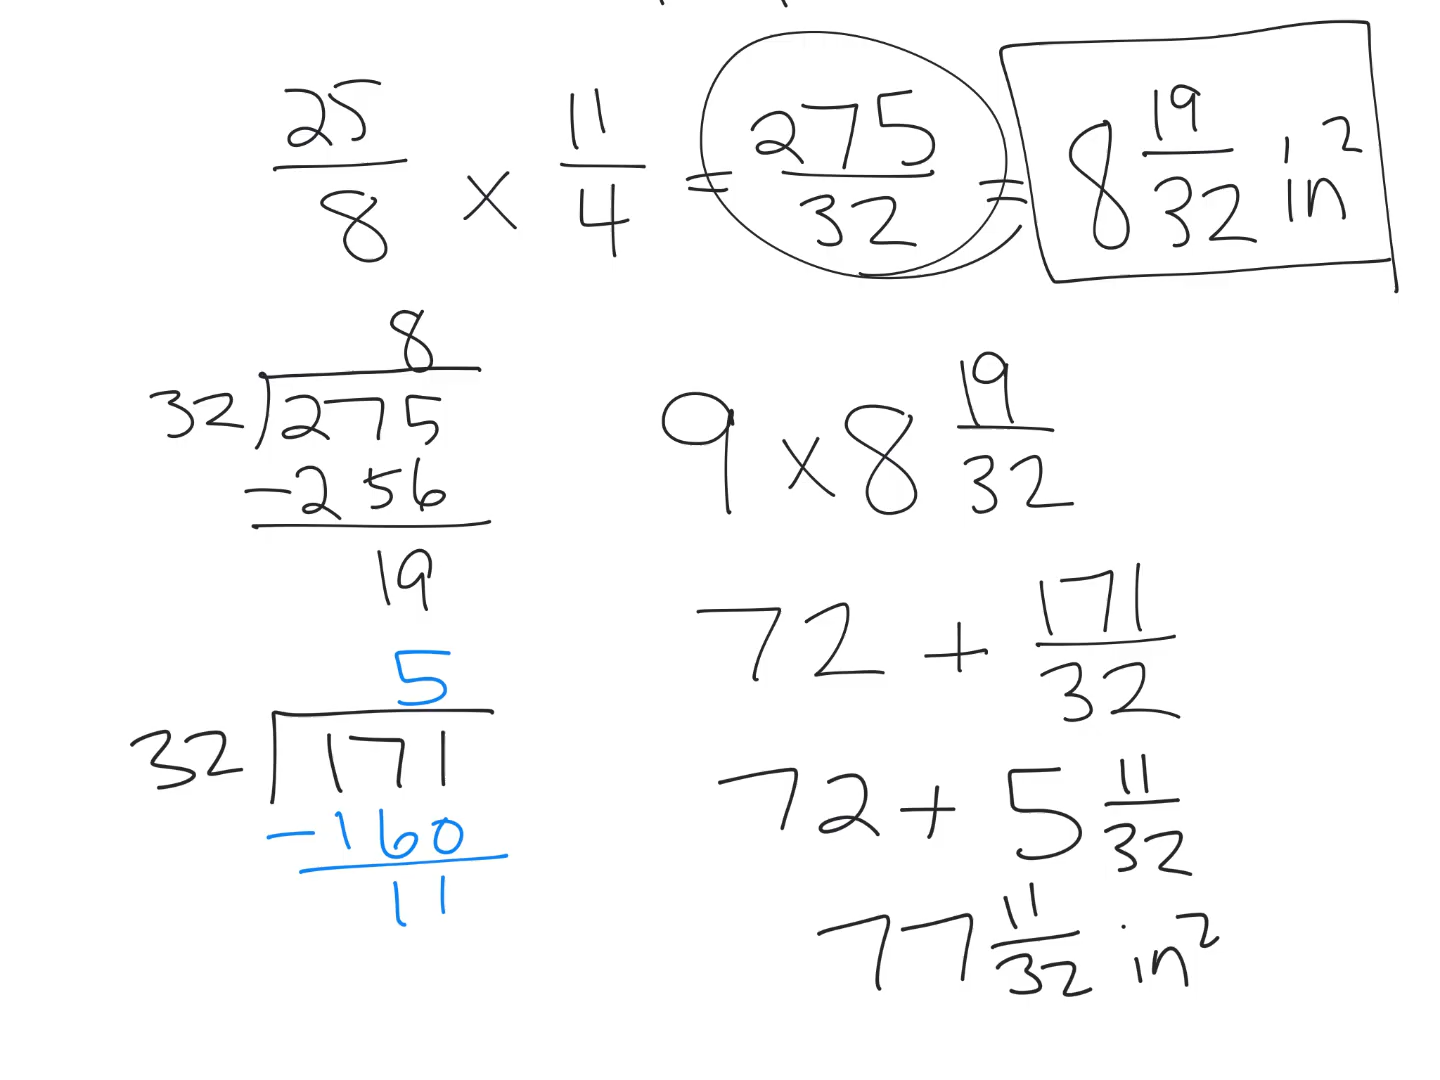 25/8 × 11/4 = 275/32 = 8 19/32 in²
8
32)275
-256
19
9 × 8 19/32
72 + 171/32
72 + 5 11/32
77 11/32 in²
5
32)171
-160
11